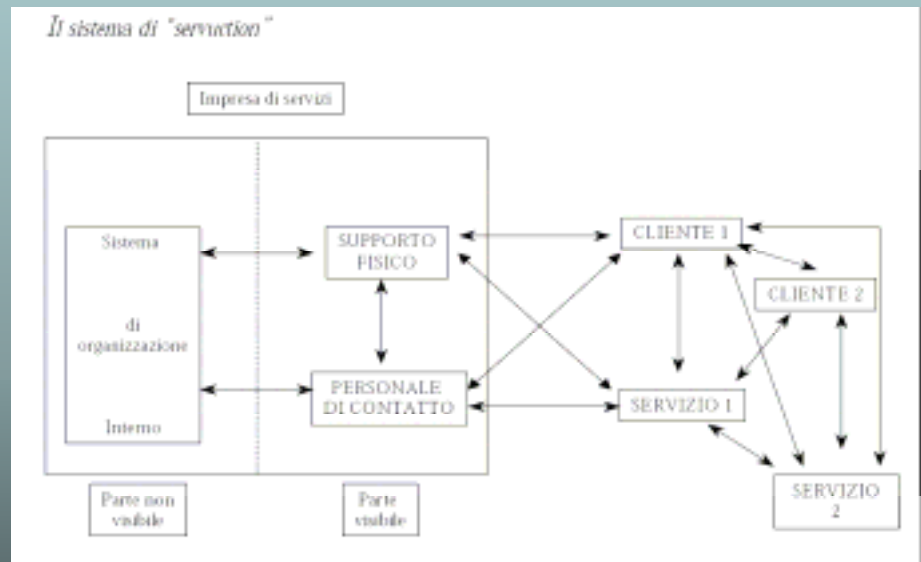 Il sistema di "servuction"
Impresa di servizi
Sistema
di
organizzazione
Interno
SUPPORTO
FISICO
PERSONALE
DI CONTATTO
CLIENTE 1
CLIENTE 2
SERVIZIO 1
SERVIZIO
2
Parte non
visibile
Parte
visibile